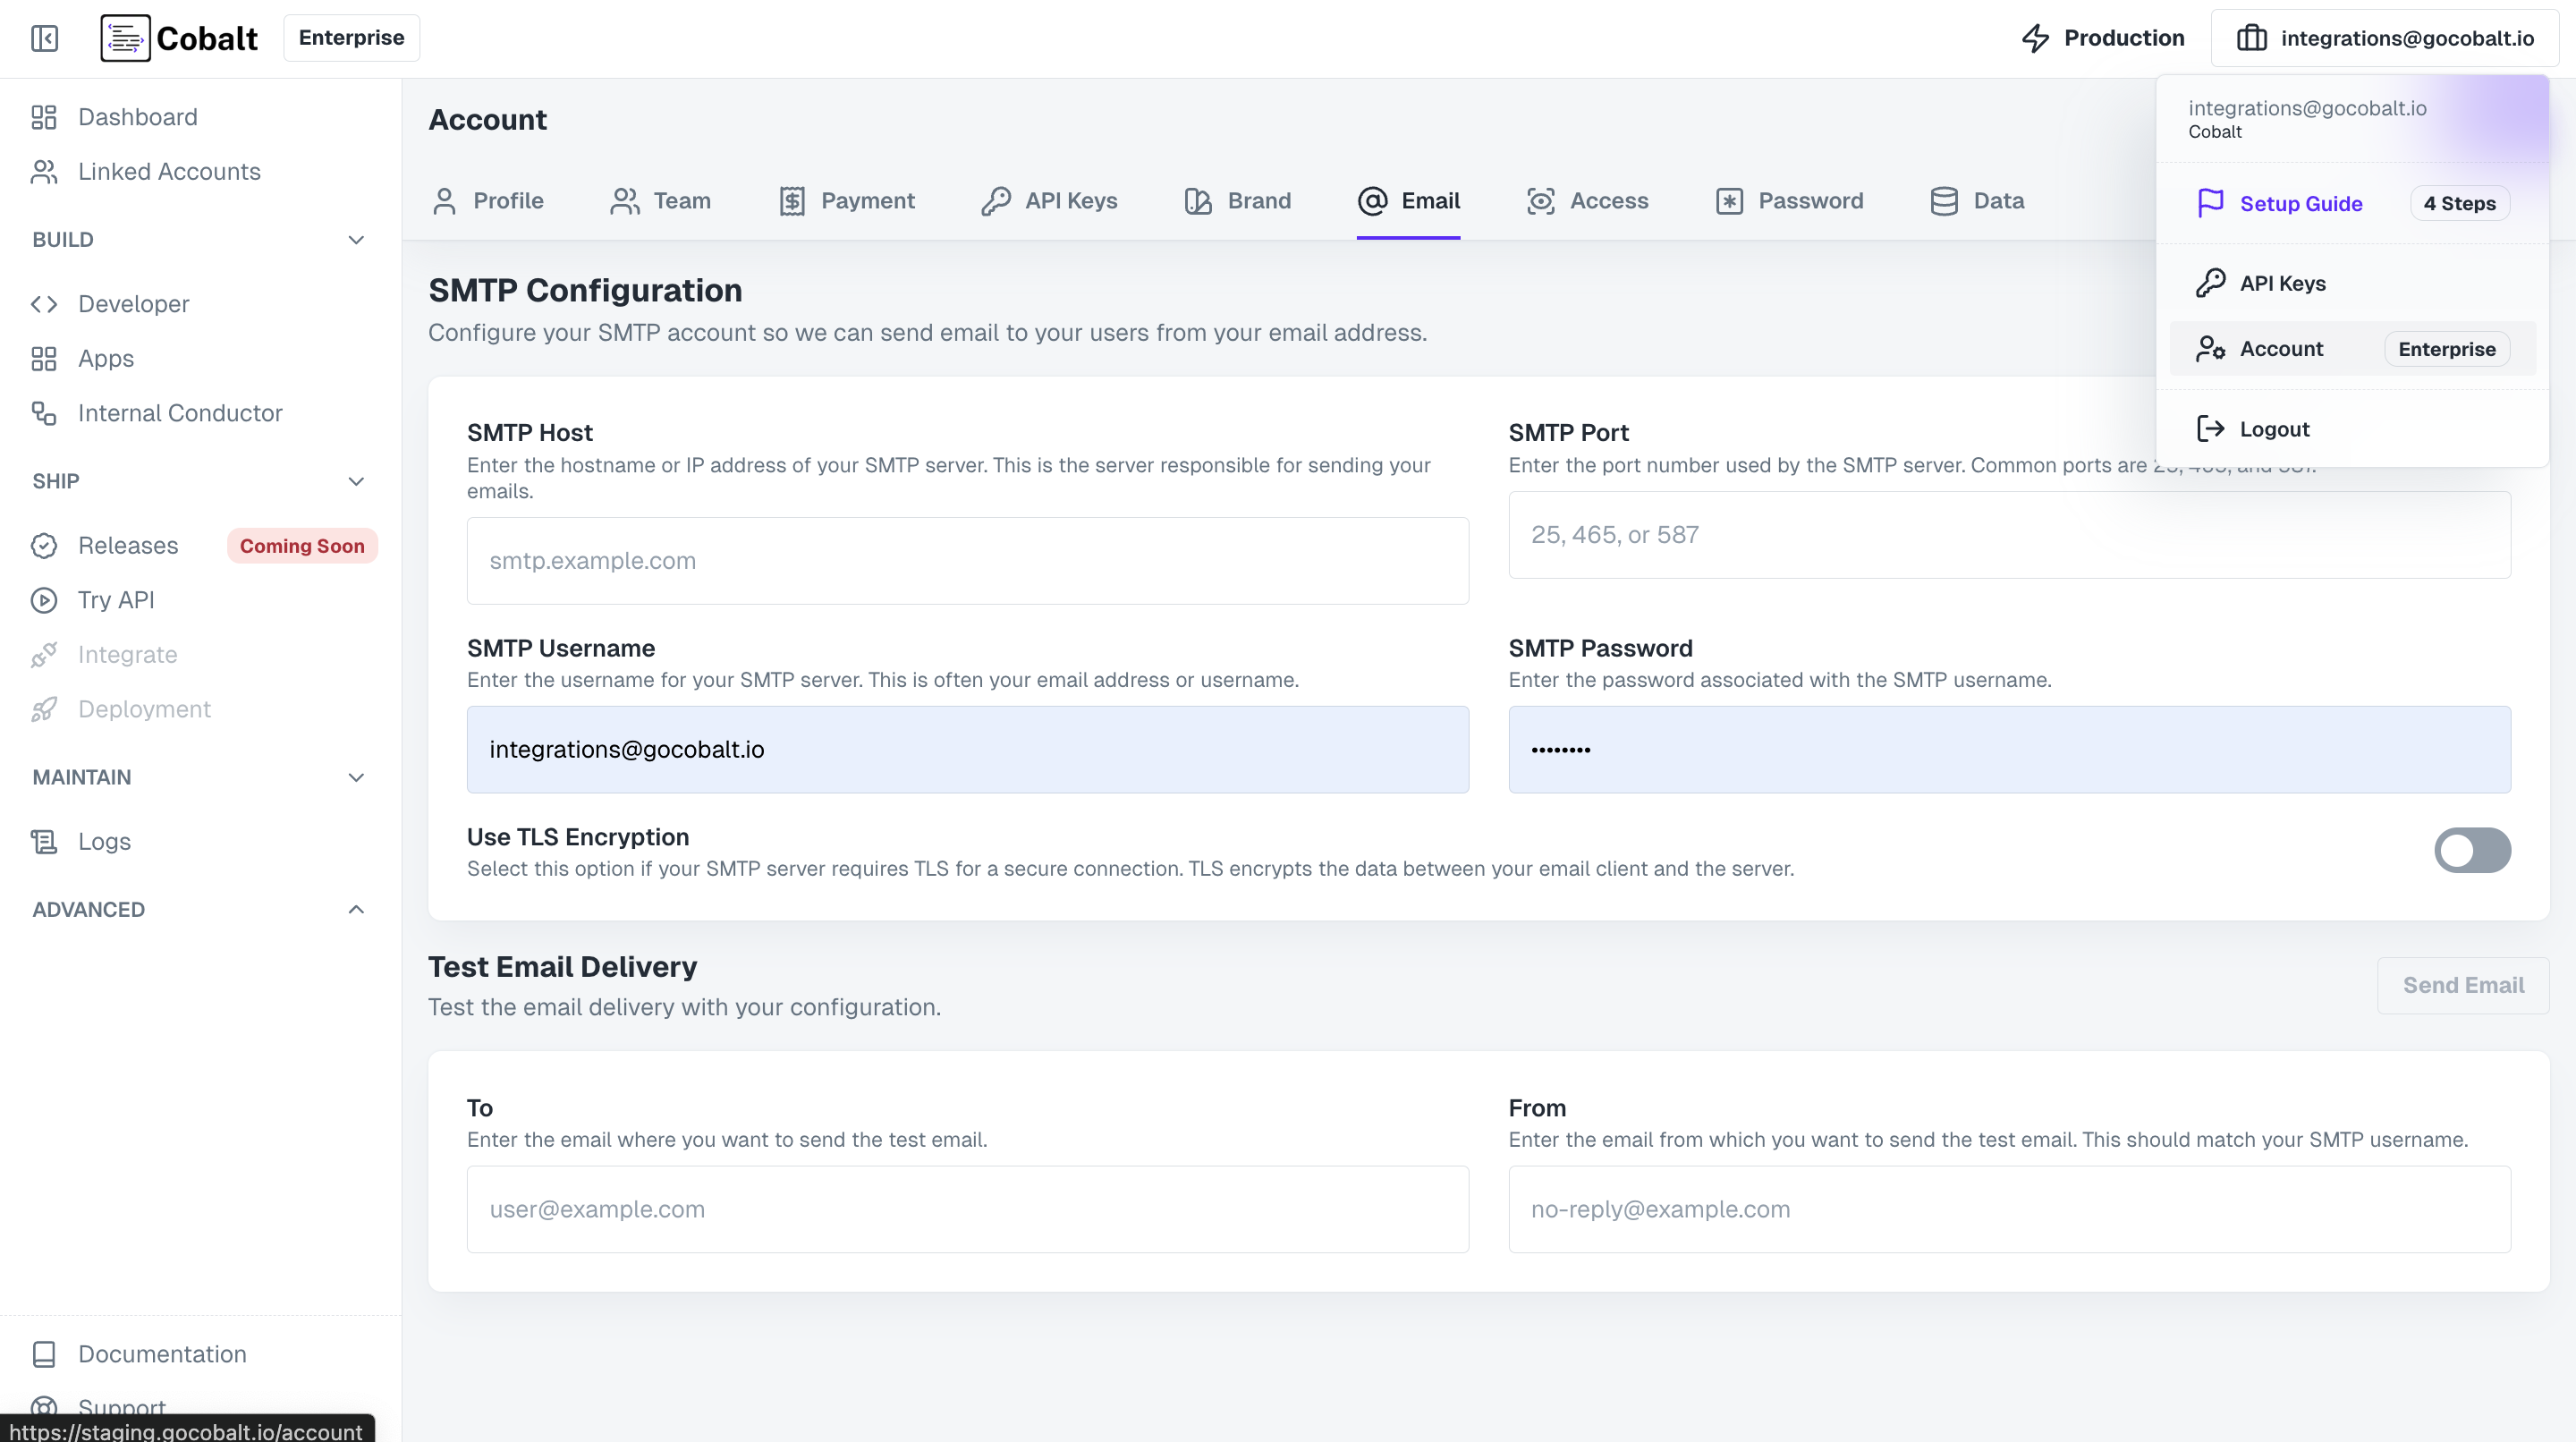 Cobalt
Enterprise
Production
integrations@gocobalt.io
Dashboard
Linked Accounts
BUILD
Developer
Apps
Internal Conductor
SHIP
Releases
Coming Soon
Try API
Integrate
Deployment
MAINTAIN
Logs
ADVANCED
Documentation
Support
https://staging.gocobalt.io/account
Account
Profile
Team
Payment
API Keys
Brand
Email
Access
Password
Data
integrations@gocobalt.io
Cobalt
Setup Guide
4 Steps
API Keys
Account
Enterprise
Logout
SMTP Configuration
Configure your SMTP account so we can send email to your users from your email address.
SMTP Host
Enter the hostname or IP address of your SMTP server. This is the server responsible for sending your
emails.
smtp.example.com
SMTP Port
Enter the port number used by the SMTP server. Common ports are 25, 465, and 587.
25, 465, or 587
SMTP Username
Enter the username for your SMTP server. This is often your email address or username.
integrations@gocobalt.io
SMTP Password
Enter the password associated with the SMTP username.
••••••••
Use TLS Encryption
Select this option if your SMTP server requires TLS for a secure connection. TLS encrypts the data between your email client and the server.
Test Email Delivery
Test the email delivery with your configuration.
Send Email
To
Enter the email where you want to send the test email.
user@example.com
From
Enter the email from which you want to send the test email. This should match your SMTP username.
no-reply@example.com